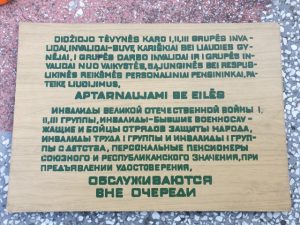 DIDŽIOJO TĖVYNĖS KARO I,II,III GRUPĖS INVA-
LIDAI, INVALIDAI-BUVĘ KARIŠKIAI BEI LIAUDIES GY-
NĖJAI, I GRUPĖS DARBO INVALIDAI IR I GRUPĖS IN-
VALIDAI NUO VAIKYSTĖS, SĄJUNGINĖS BEI RESPUB-
LIKINĖS REIKŠMĖS PERSONALINIAI PENSININKAI, PA-
TEIKĘ LIUDIJIMUS,
APTARNAUJAMI BE EILĖS
ИНВАЛИДЫ ВЕЛИКОЙ ОТЕЧЕСТВЕННОЙ ВОЙНЫ I,
II, III ГРУППЫ, ИНВАЛИДЫ-БЫВШИЕ ВОЕННОСЛУ-
ЖАЩИЕ И БОЙЦЫ ОТРЯДОВ ЗАЩИТЫ НАРОДА,
ИНВАЛИДЫ ТРУДА I ГРУППЫ И ИНВАЛИДЫ I ГРУП-
ПЫ С ДЕТСТВА, ПЕРСОНАЛЬНЫЕ ПЕНСИОНЕРЫ
СОЮЗНОГО И РЕСПУБЛИКАНСКОГО ЗНАЧЕНИЯ, ПРИ
ПРЕДЪЯВЛЕНИИ УДОСТОВЕРЕНИЯ,
ОБСЛУЖИВАЮТСЯ
ВНЕ ОЧЕРЕДИ